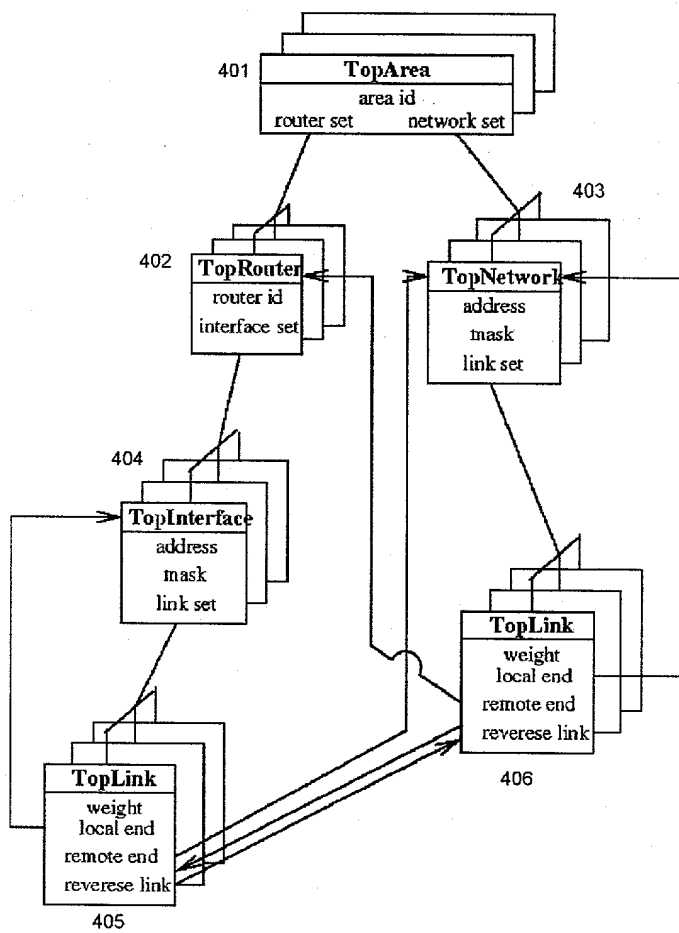 401
TopArea
area id
router set network set
403
402
TopRouter
router id
interface set
TopNetwork
address
mask
link set
404
TopInterface
address
mask
link set
TopLink
weight
local end
remote end
reverese link
406
TopLink
weight
local end
remote end
reverese link
405